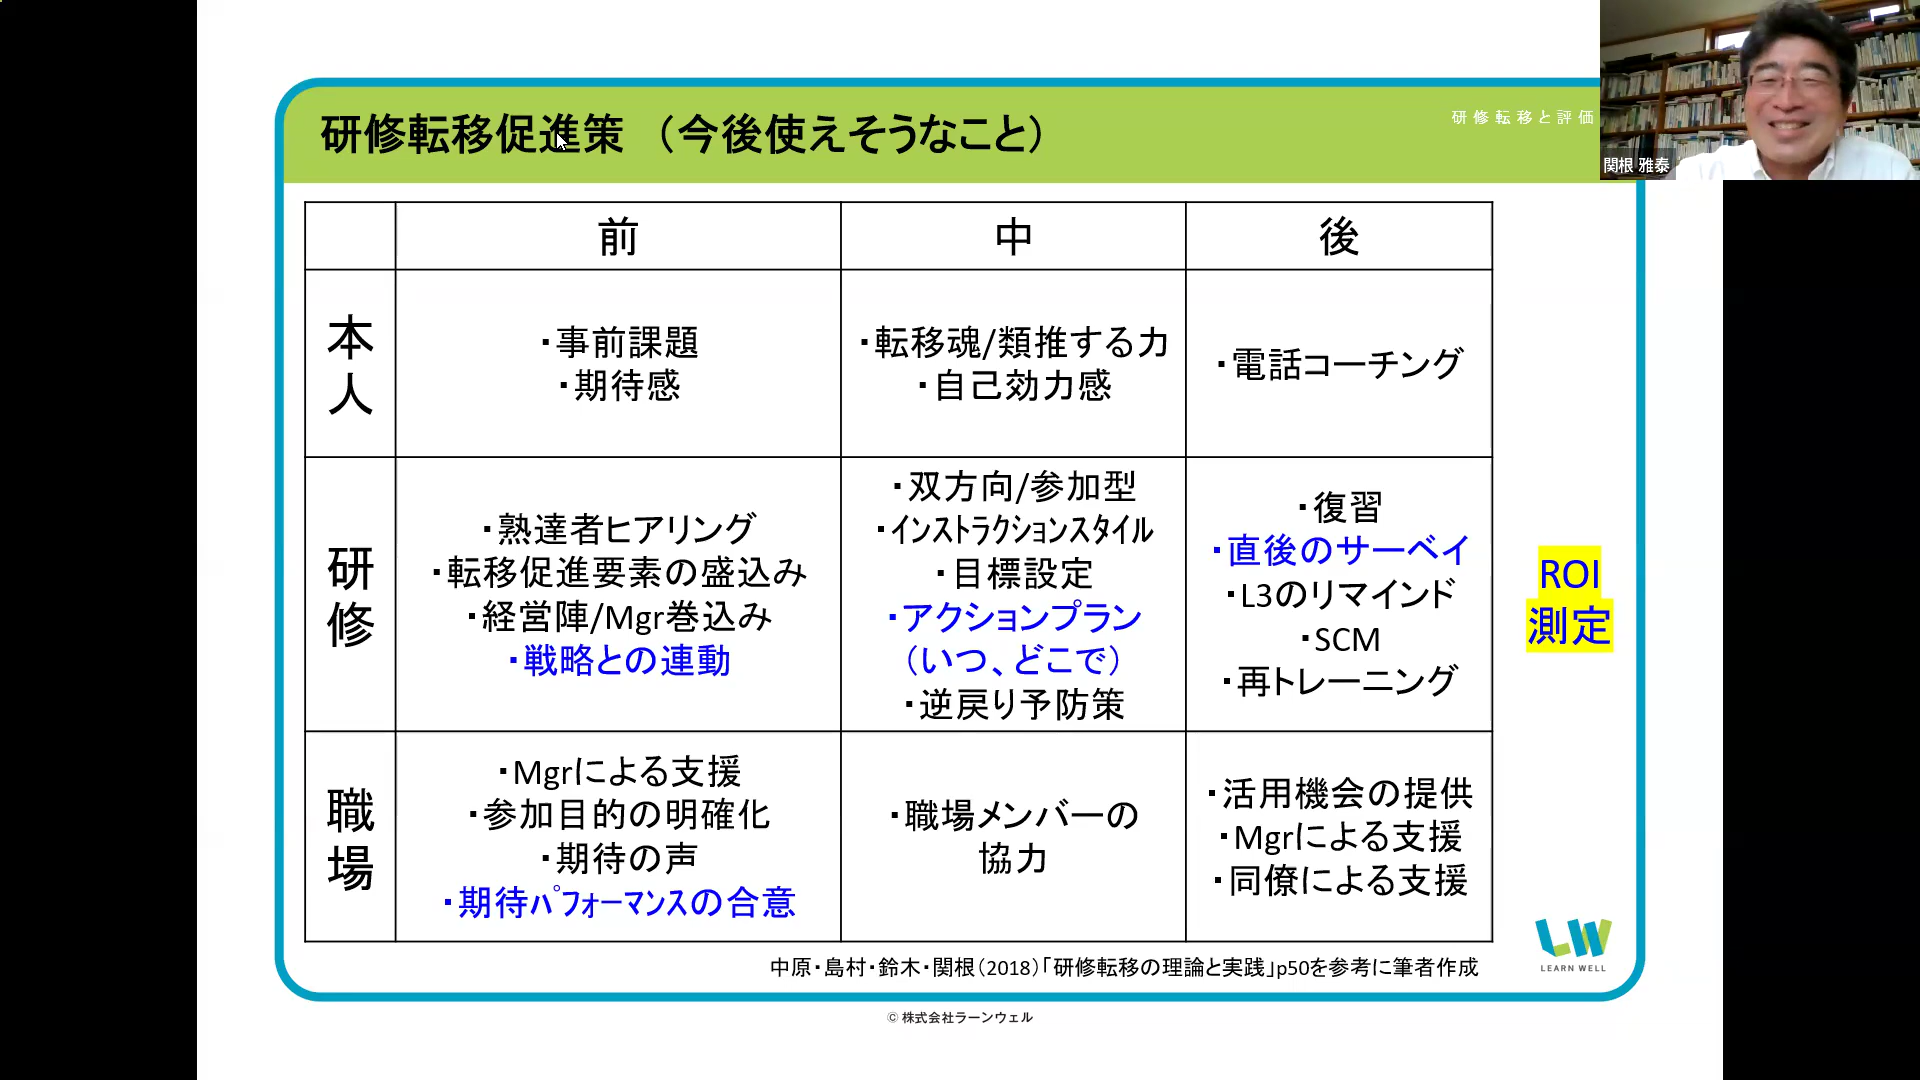 研修転移促進策 （今後使えそうなこと）
研修転移と評価
関根 雅泰
前
中
後
本人
・事前課題
・期待感
・転移魂/類推する力
・自己効力感
・電話コーチング
研修
・熟達者ヒアリング
・転移促進要素の盛込み
・経営陣/Mgr巻込み
・戦略との連動
・双方向/参加型
・ｲﾝｽﾄﾗｸｼｮﾝｽﾀｲﾙ
・目標設定
・アクションプラン
（いつ、どこで）
・逆戻り予防策
・復習
・直後のサーベイ
・L3のリマインド
・SCM
・再トレーニング
ROI
測定
職場
・Mgrによる支援
・参加目的の明確化
・期待の声
・期待ﾊﾟﾌｫｰﾏﾝｽの合意
・職場メンバーの
協力
・活用機会の提供
・Mgrによる支援
・同僚による支援
LEARN WELL
中原・島村・鈴木・関根（2018）「研修転移の理論と実践」p50を参考に筆者作成
© 株式会社ラーンウェル